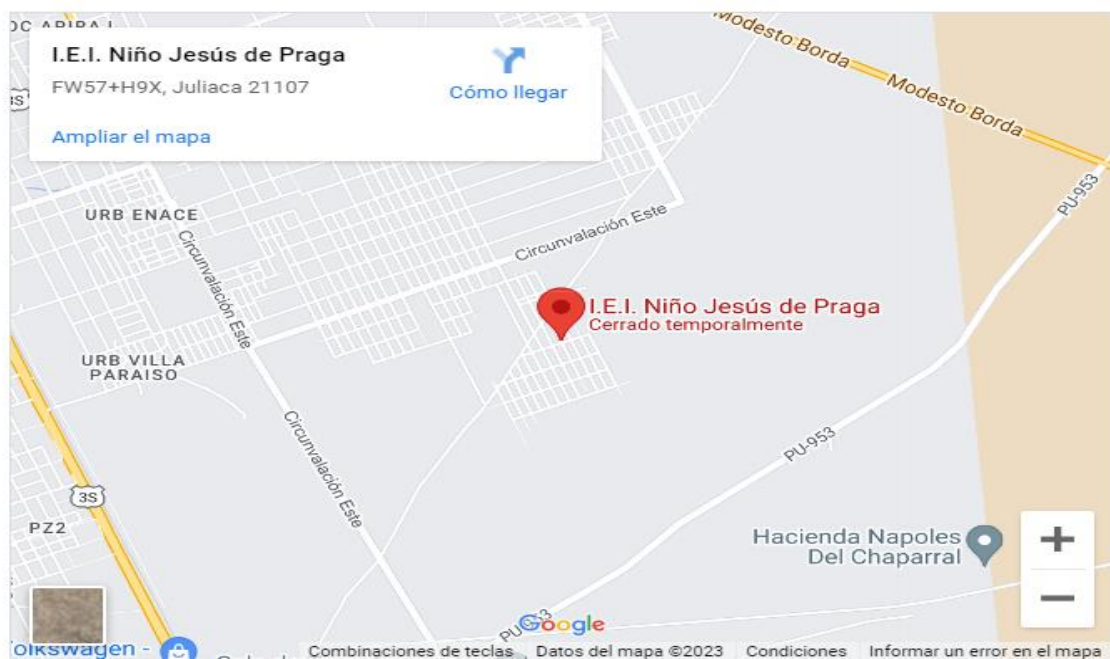 I.E.I. Niño Jesús de Praga
FW57+H9X, Juliaca 21107
Cómo llegar
Ampliar el mapa
Modesto Borda
Modesto Borda
PU-953
URB ENACE
Circunvalación Este
Circunvalación Este
I.E.I. Niño Jesús de Praga
Cerrado temporalmente
URB VILLA
PARAISO
Circunvalación Este
PU-953
3S
PZ2
Hacienda Napoles
Del Chaparral
+
−
Google
Combinaciones de teclas
Datos del mapa ©2023
Condiciones
Informar un error en el mapa